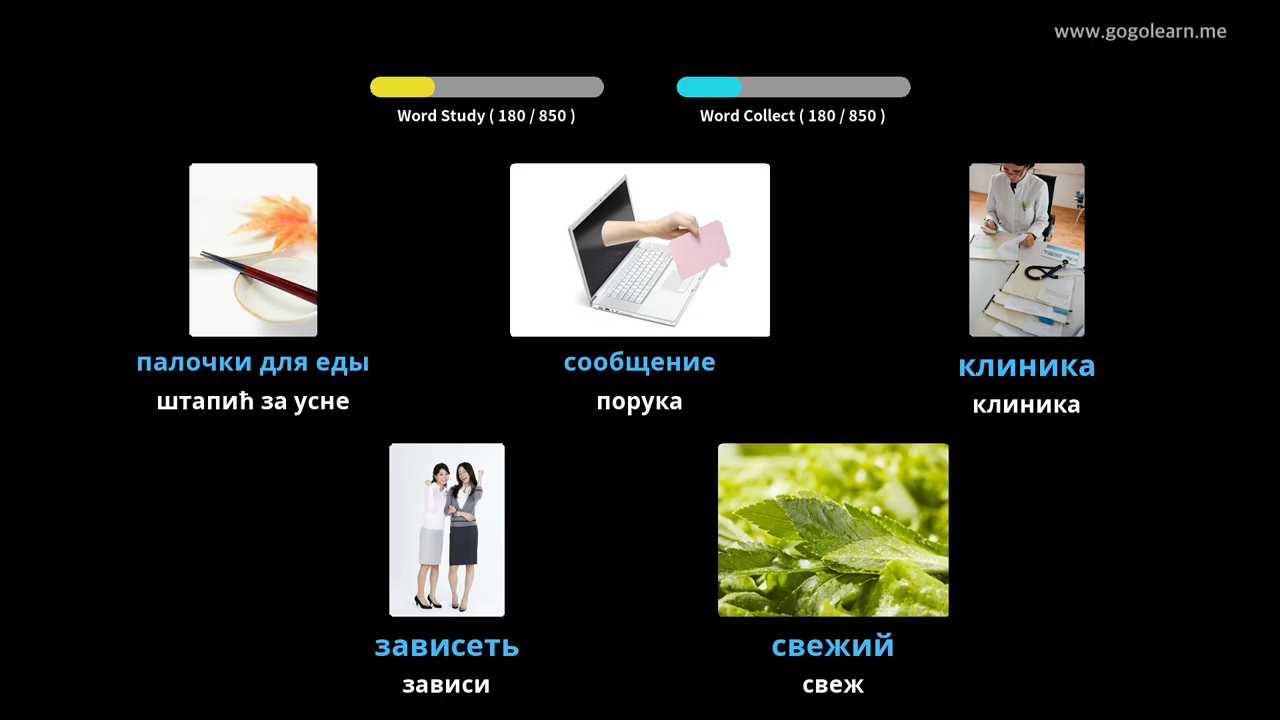 www.gogolearn.me
Word Study ( 180 / 850 )
Word Collect ( 180 / 850 )
палочки для еды
штапић за усне
сообщение
порука
клиника
клиника
зависеть
зависи
свежий
свеж